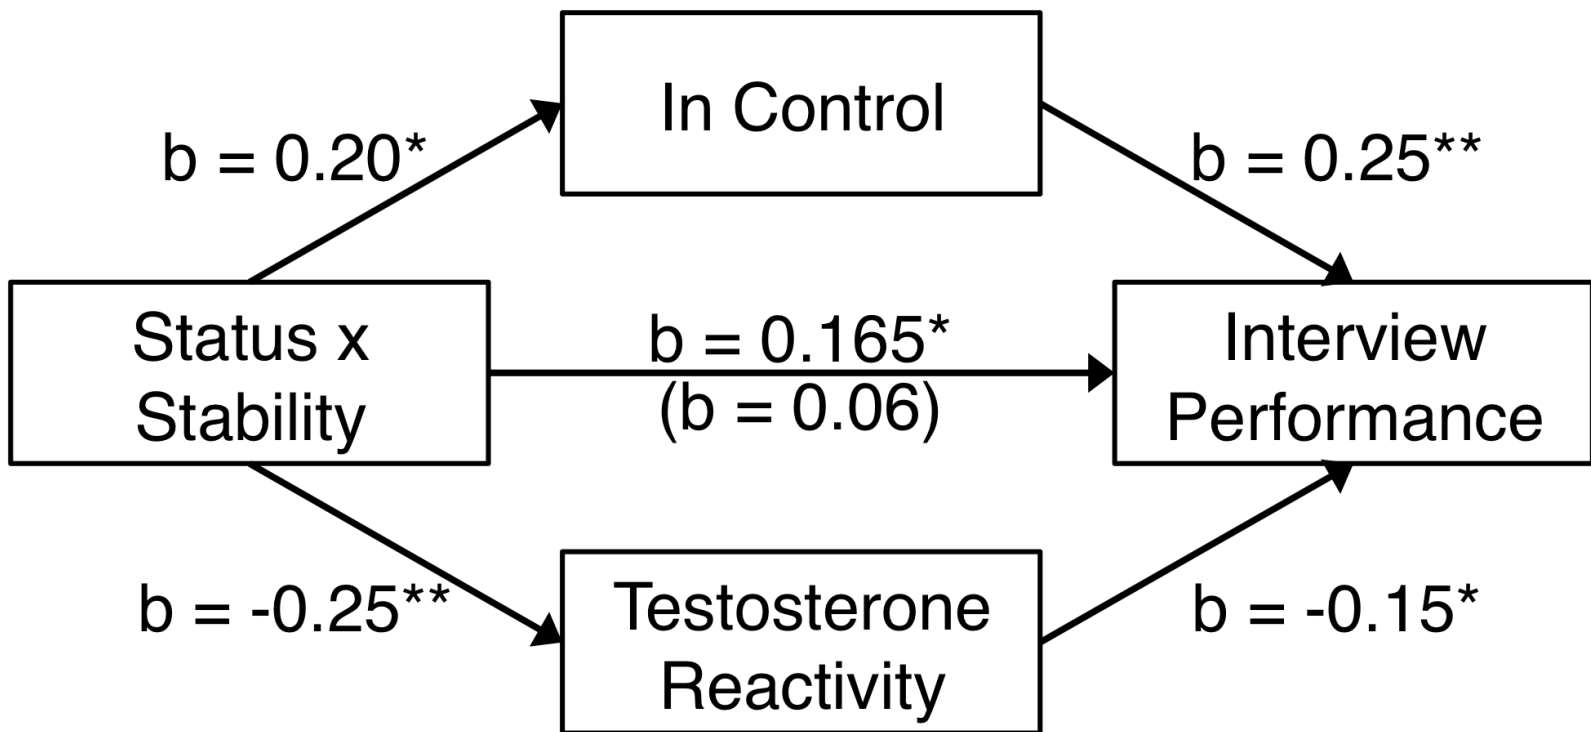 In Control
b = 0.20*
b = 0.25**
Status x
Stability
b = 0.165*
(b = 0.06)
Interview
Performance
b = -0.25**
Testosterone
Reactivity
b = -0.15*